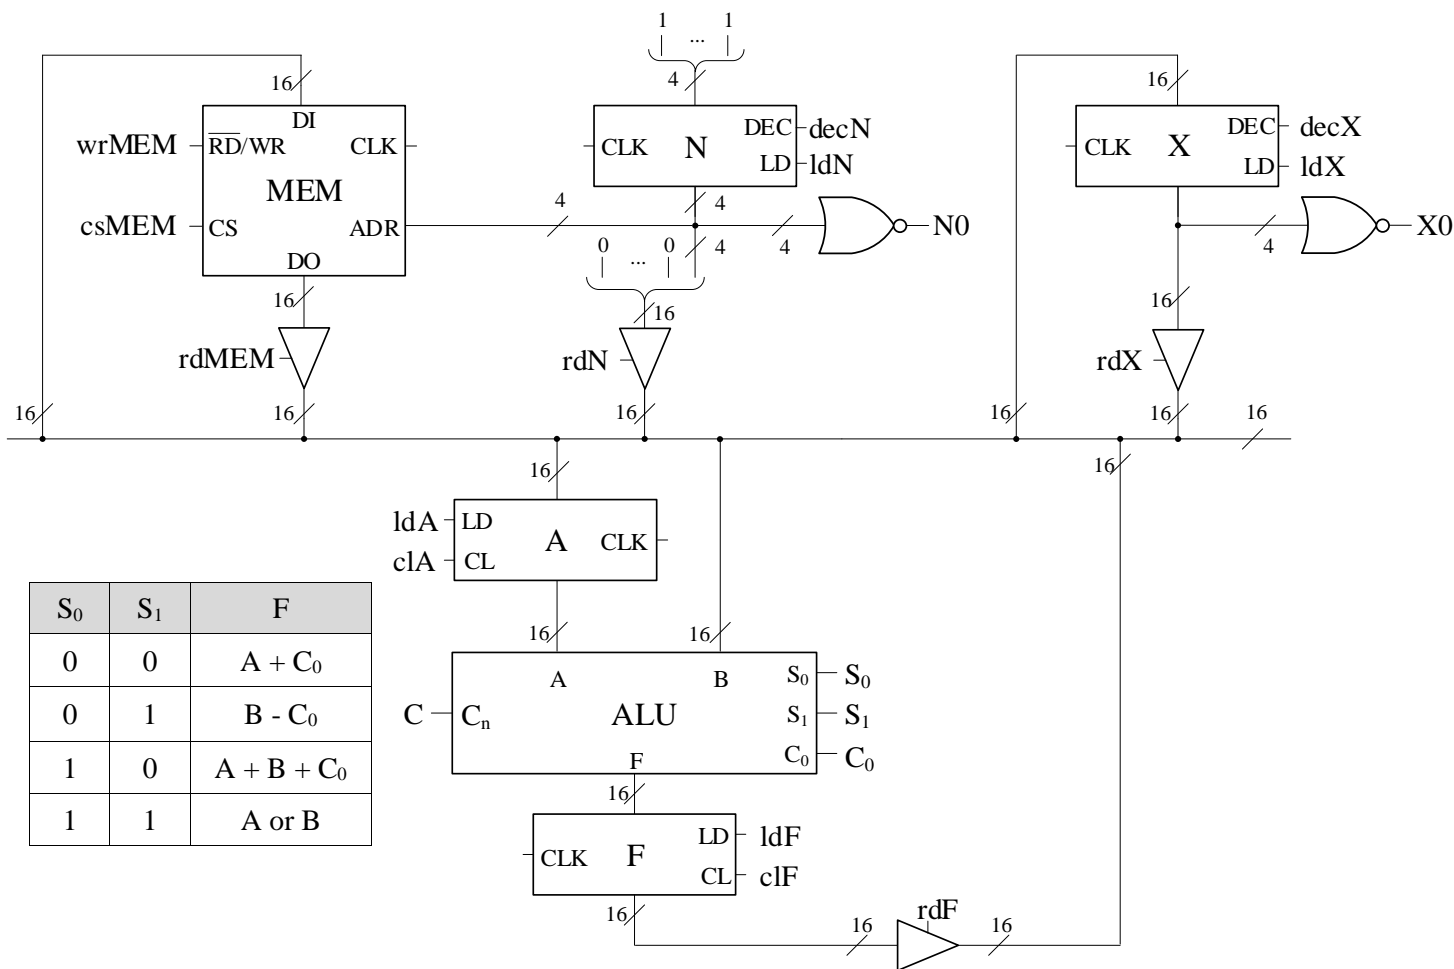 1 ... 1
16 4 16
DI DEC decN DEC decX
wrMEM RD/WR CLK CLK N CLK X
LD ldN LD ldX
MEM
4 4
csMEM CS ADR N0 X0
0 ... 0 4 4 4
DO
16 16 16
rdMEM rdN rdX
16 16 16 16 16 16
16 16
ldA LD A CLK
clA CL
S0 S1 F
0 0 A + C0
0 1 B - C0
1 0 A + B + C0
1 1 A or B
16 16
A B S0 S0
C Cn ALU S1 S1
F C0 C0
16
LD ldF
CLK F
CL clF
16 rdF
16 16